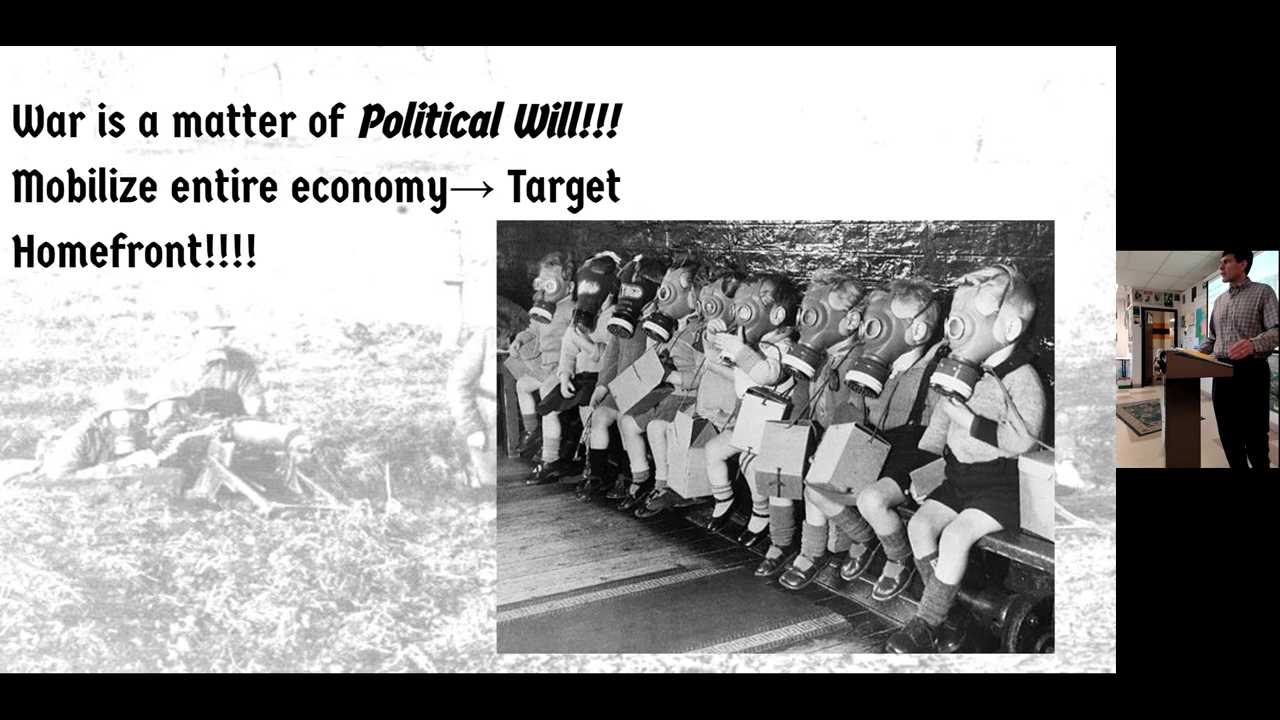 War is a matter of Political Will!!!
Mobilize entire economy→ Target
Homefront!!!!